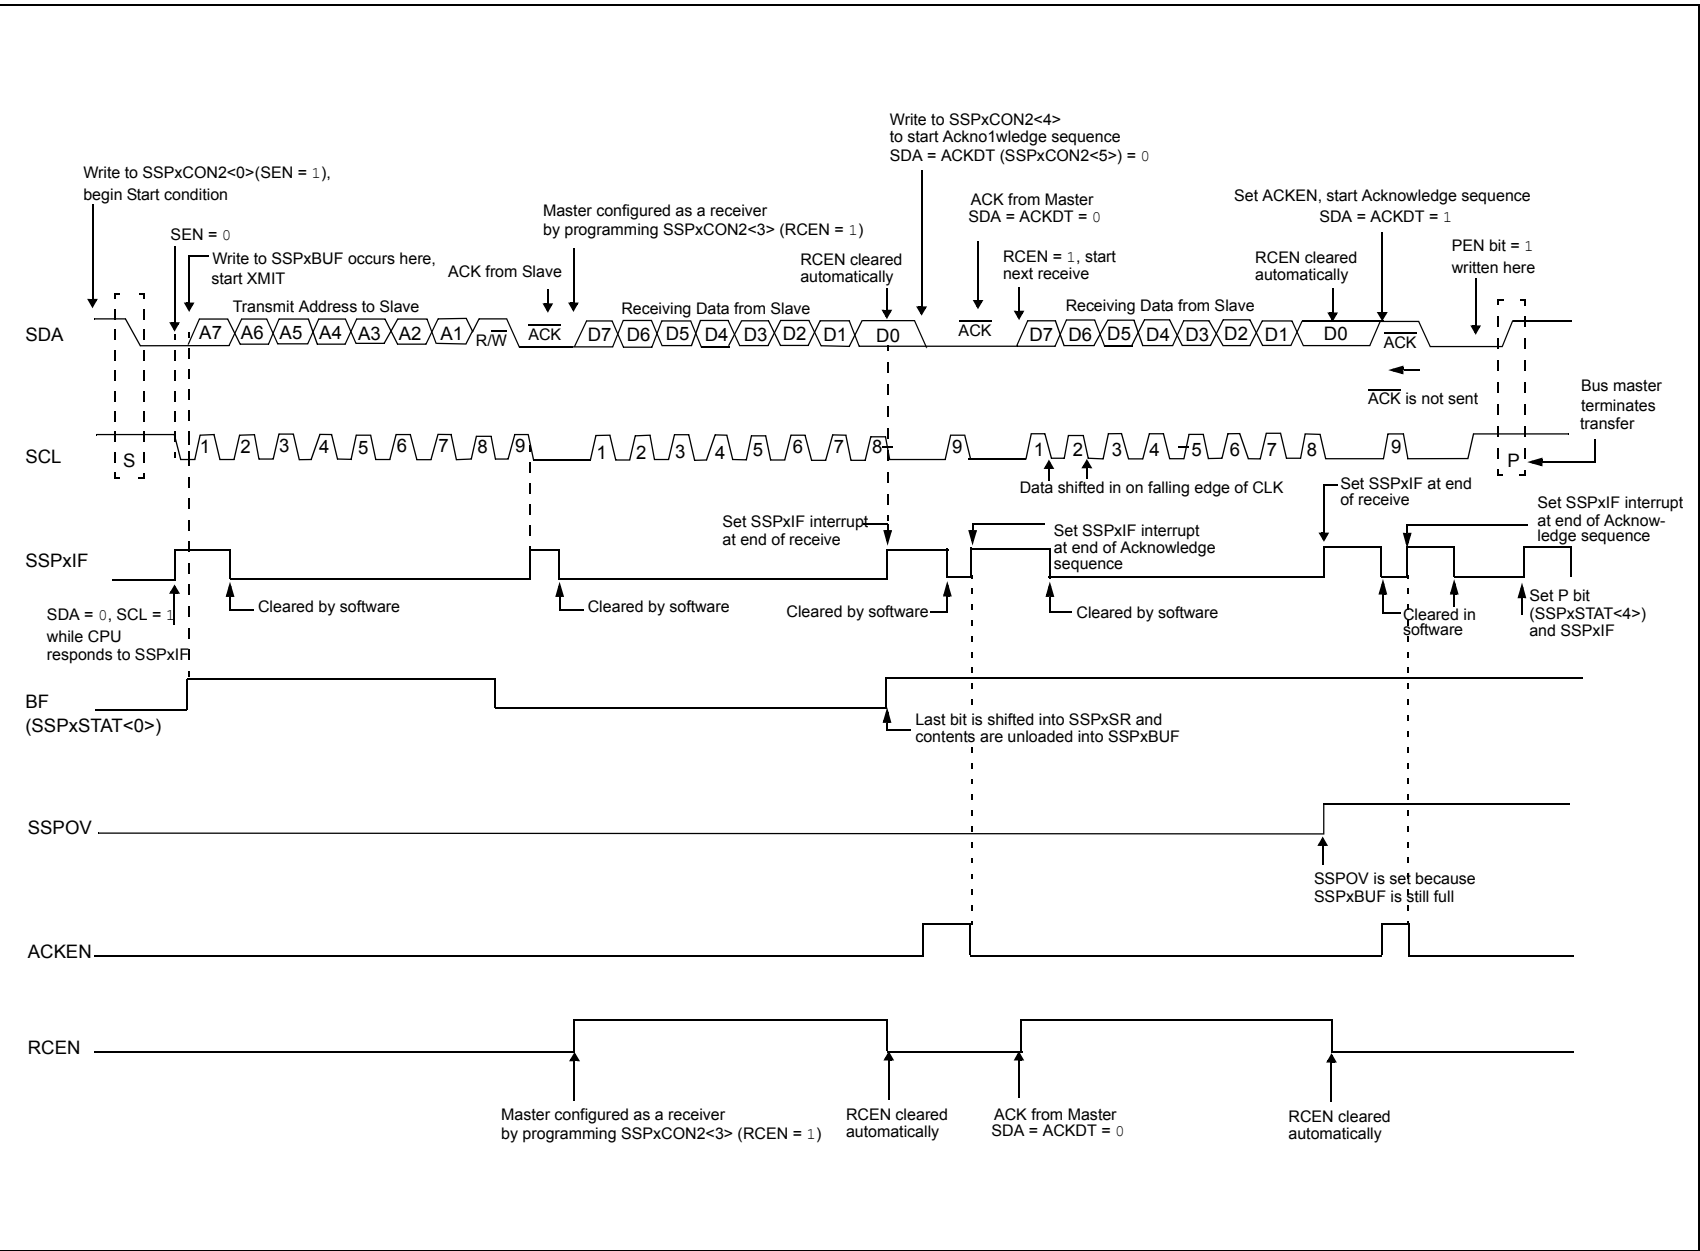 Write to SSPxCON2<4>
to start Ackno1wledge sequence
SDA = ACKDT (SSPxCON2<5>) = 0
Write to SSPxCON2<0>(SEN = 1),
begin Start condition
ACK from Master
SDA = ACKDT = 0
Set ACKEN, start Acknowledge sequence
SDA = ACKDT = 1
Master configured as a receiver
by programming SSPxCON2<3> (RCEN = 1)
SEN = 0
PEN bit = 1
written here
Write to SSPxBUF occurs here,
start XMIT
ACK from Slave
RCEN cleared
automatically
RCEN = 1, start
next receive
RCEN cleared
automatically
Transmit Address to Slave
Receiving Data from Slave
Receiving Data from Slave
SDA
A7 A6 A5 A4 A3 A2 A1 R/W ACK D7 D6 D5 D4 D3 D2 D1 D0 ACK D7 D6 D5 D4 D3 D2 D1 D0 ACK
ACK is not sent
Bus master
terminates
transfer
SCL
S 1 2 3 4 5 6 7 8 9 1 2 3 4 5 6 7 8 9 1 2 3 4 5 6 7 8 9 P
Data shifted in on falling edge of CLK
Set SSPxIF at end
of receive
Set SSPxIF interrupt
at end of receive
Set SSPxIF interrupt
at end of Acknowledge
sequence
Set SSPxIF interrupt
at end of Acknow-
ledge sequence
SSPxIF
SDA = 0, SCL = 1
while CPU
responds to SSPxIF
Cleared by software
Cleared by software
Cleared by software
Cleared by software
Cleared in
software
Set P bit
(SSPxSTAT<4>)
and SSPxIF
BF
(SSPxSTAT<0>)
Last bit is shifted into SSPxSR and
contents are unloaded into SSPxBUF
SSPOV
SSPOV is set because
SSPxBUF is still full
ACKEN
RCEN
Master configured as a receiver
by programming SSPxCON2<3> (RCEN = 1)
RCEN cleared
automatically
ACK from Master
SDA = ACKDT = 0
RCEN cleared
automatically